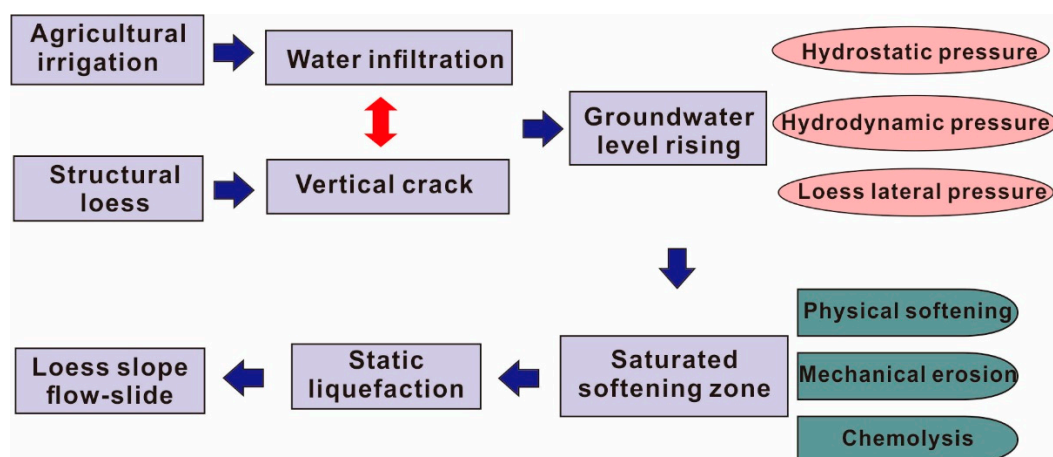 Agricultural
irrigation
Water infiltration
Hydrostatic pressure
Groundwater
level rising
Hydrodynamic pressure
Structural
loess
Vertical crack
Loess lateral pressure
Physical softening
Loess slope
flow-slide
Static
liquefaction
Saturated
softening zone
Mechanical erosion
Chemolysis